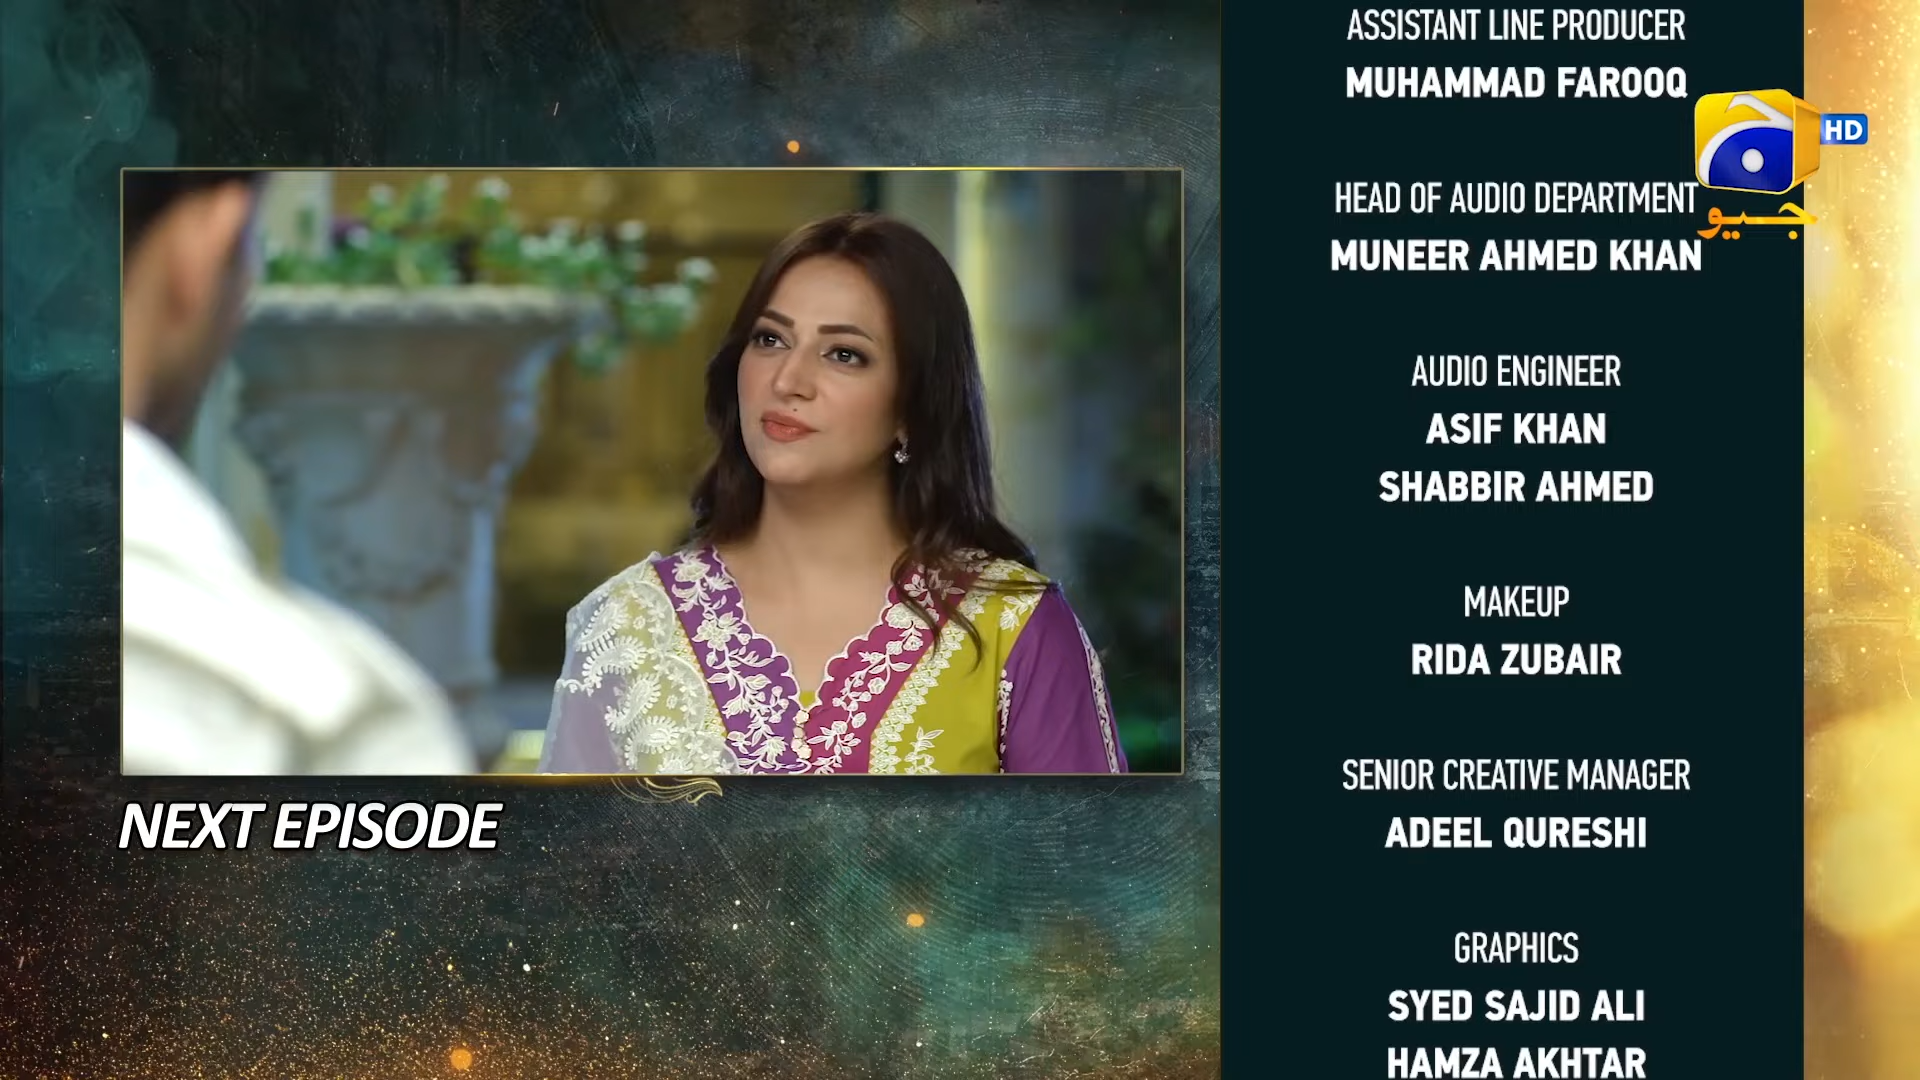 ASSISTANT LINE PRODUCER
MUHAMMAD FAROOQ
HD
HEAD OF AUDIO DEPARTMENT
جیو
MUNEER AHMED KHAN
AUDIO ENGINEER
ASIF KHAN
SHABBIR AHMED
MAKEUP
RIDA ZUBAIR
SENIOR CREATIVE MANAGER
ADEEL QURESHI
NEXT EPISODE
GRAPHICS
SYED SAJID ALI
HAMZA AKHTAR